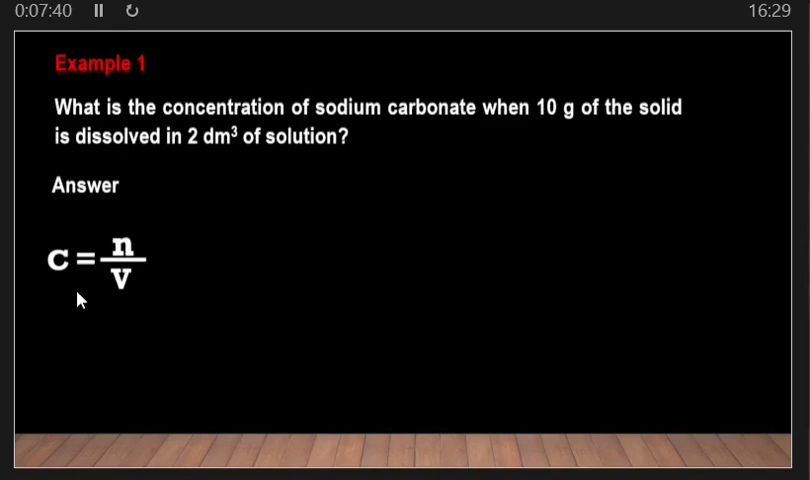 0:07:40 16:29
Example 1
What is the concentration of sodium carbonate when 10 g of the solid
is dissolved in 2 dm³ of solution?
Answer
C = n
V